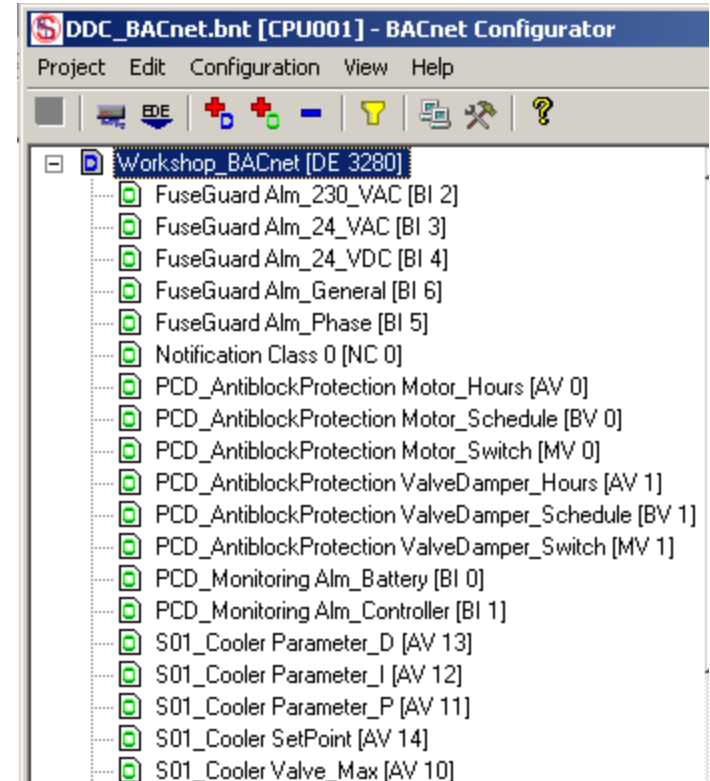 DDC_BACnet.bnt [CPU001] - BACnet Configurator
Project Edit Configuration View Help
EDE D O ?
Workshop_BACnet [DE 3280]
FuseGuard Alm_230_VAC [BI 2]
FuseGuard Alm_24_VAC [BI 3]
FuseGuard Alm_24_VDC [BI 4]
FuseGuard Alm_General [BI 6]
FuseGuard Alm_Phase [BI 5]
Notification Class 0 [NC 0]
PCD_AntiblockProtection Motor_Hours [AV 0]
PCD_AntiblockProtection Motor_Schedule [BV 0]
PCD_AntiblockProtection Motor_Switch [MV 0]
PCD_AntiblockProtection ValveDamper_Hours [AV 1]
PCD_AntiblockProtection ValveDamper_Schedule [BV 1]
PCD_AntiblockProtection ValveDamper_Switch [MV 1]
PCD_Monitoring Alm_Battery [BI 0]
PCD_Monitoring Alm_Controller [BI 1]
S01_Cooler Parameter_D [AV 13]
S01_Cooler Parameter_I [AV 12]
S01_Cooler Parameter_P [AV 11]
S01_Cooler SetPoint [AV 14]
S01_Cooler Valve_Max [AV 10]